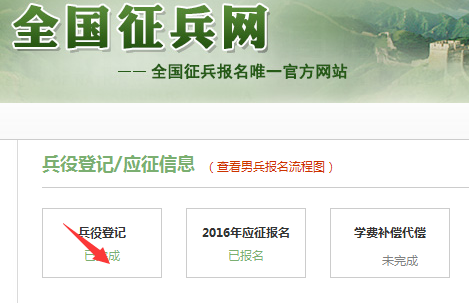 全国征兵网
—— 全国征兵报名唯一官方网站
兵役登记/应征信息 （查看男兵报名流程图）
兵役登记 2016年应征报名 学费补偿代偿
已 成 已报名 未完成